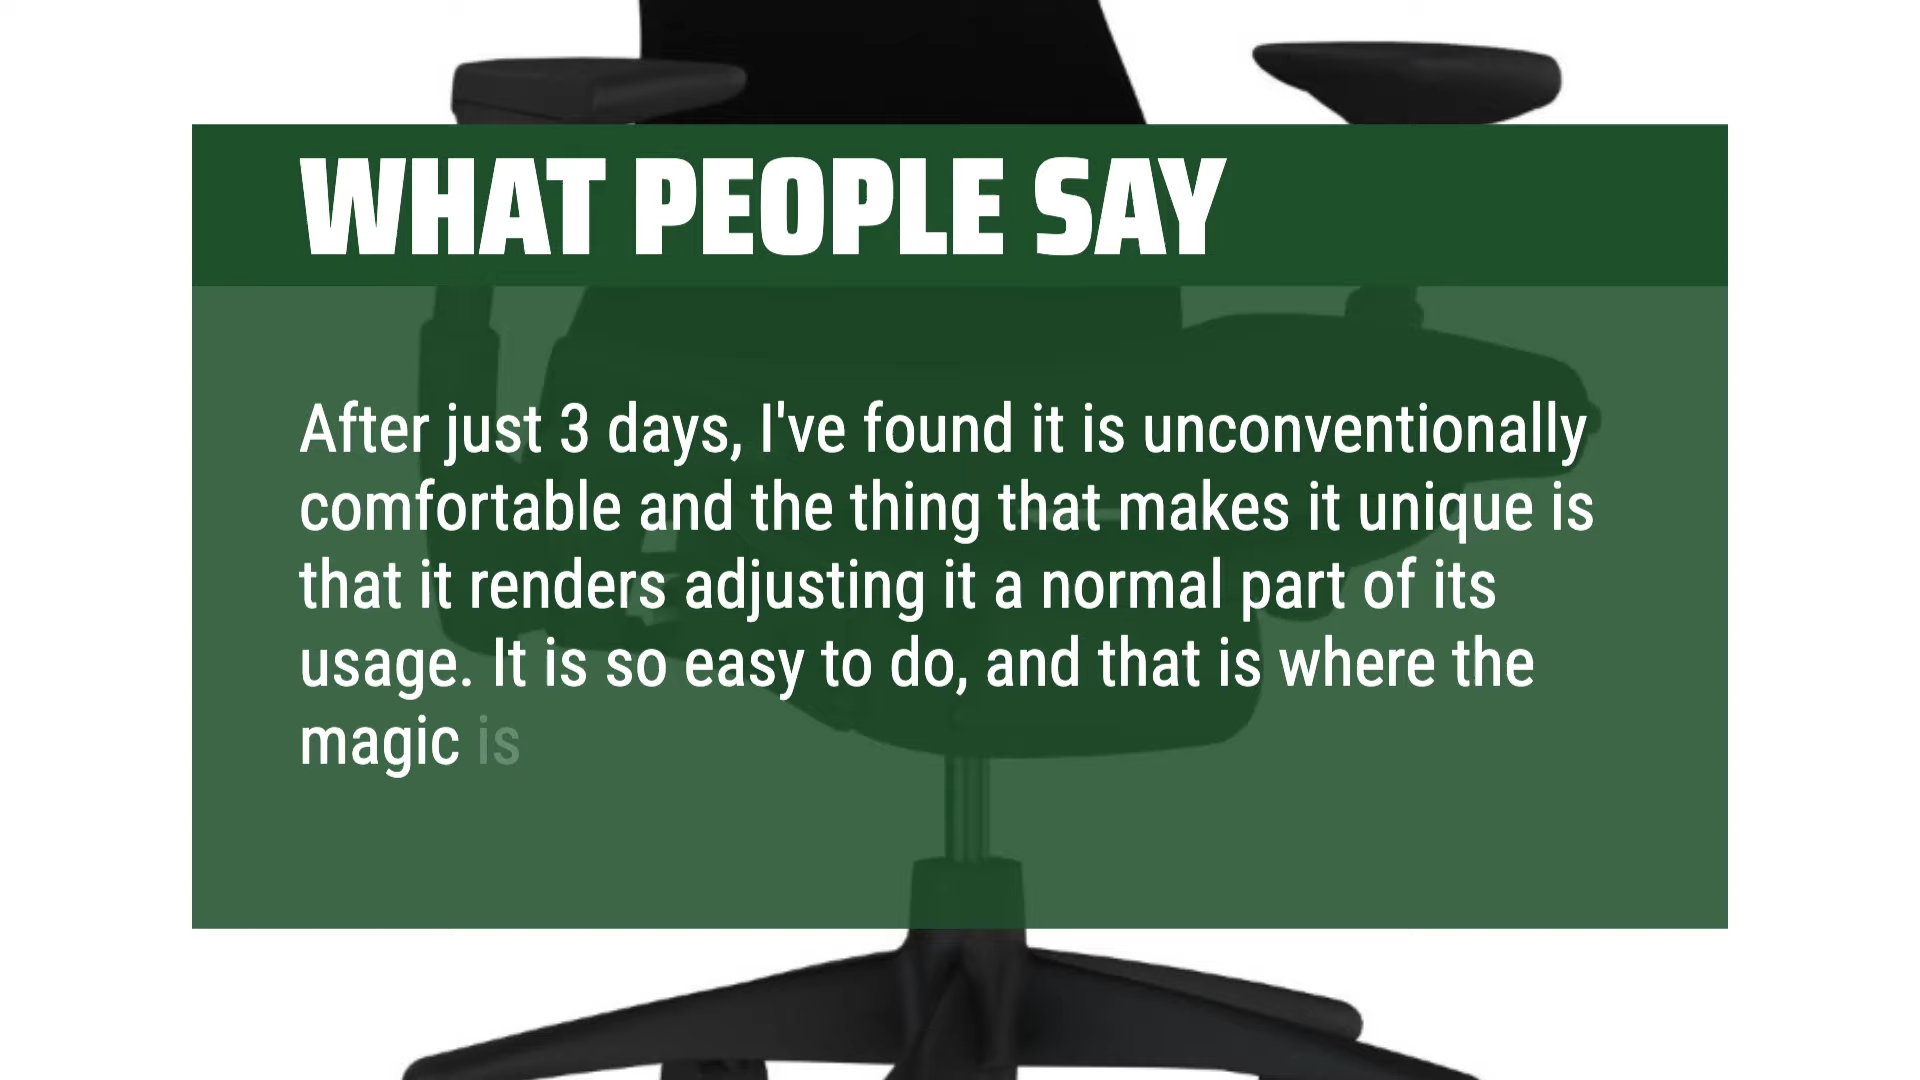 WHAT PEOPLE SAY
After just 3 days, I've found it is unconventionally
comfortable and the thing that makes it unique is
that it renders adjusting it a normal part of its
usage. It is so easy to do, and that is where the
magic is